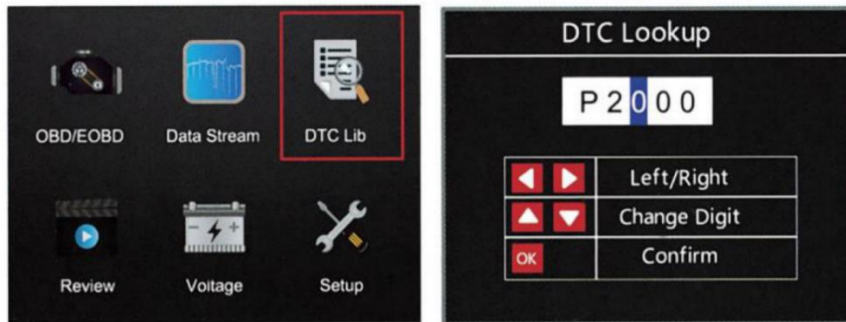 OBD/EOBD Data Stream DTC Lib
Review Voltage Setup
DTC Lookup
P2000
Left/Right
Change Digit
OK Confirm